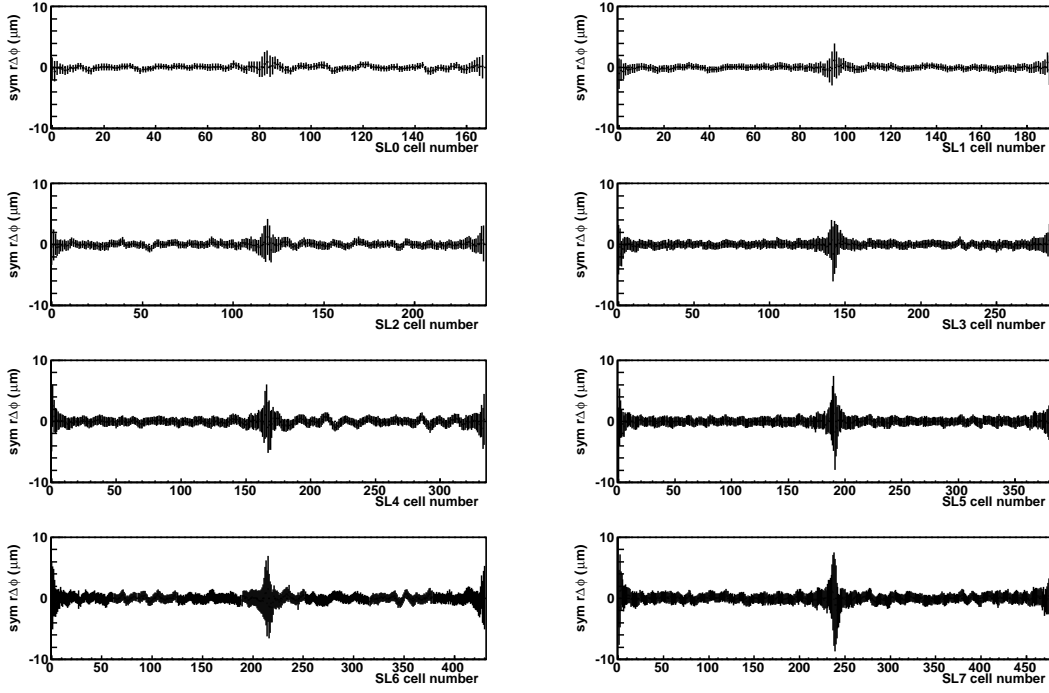 10
0
-10
sym rΔϕ (μm)
0 20 40 60 80 100 120 140 160
SL0 cell number
10
0
-10
sym rΔϕ (μm)
0 20 40 60 80 100 120 140 160 180
SL1 cell number
10
0
-10
sym rΔϕ (μm)
0 50 100 150 200
SL2 cell number
10
0
-10
sym rΔϕ (μm)
0 50 100 150 200 250
SL3 cell number
10
0
-10
sym rΔϕ (μm)
0 50 100 150 200 250 300
SL4 cell number
10
0
-10
sym rΔϕ (μm)
0 50 100 150 200 250 300 350
SL5 cell number
10
0
-10
sym rΔϕ (μm)
0 50 100 150 200 250 300 350 400
SL6 cell number
10
0
-10
sym rΔϕ (μm)
0 50 100 150 200 250 300 350 400 450
SL7 cell number